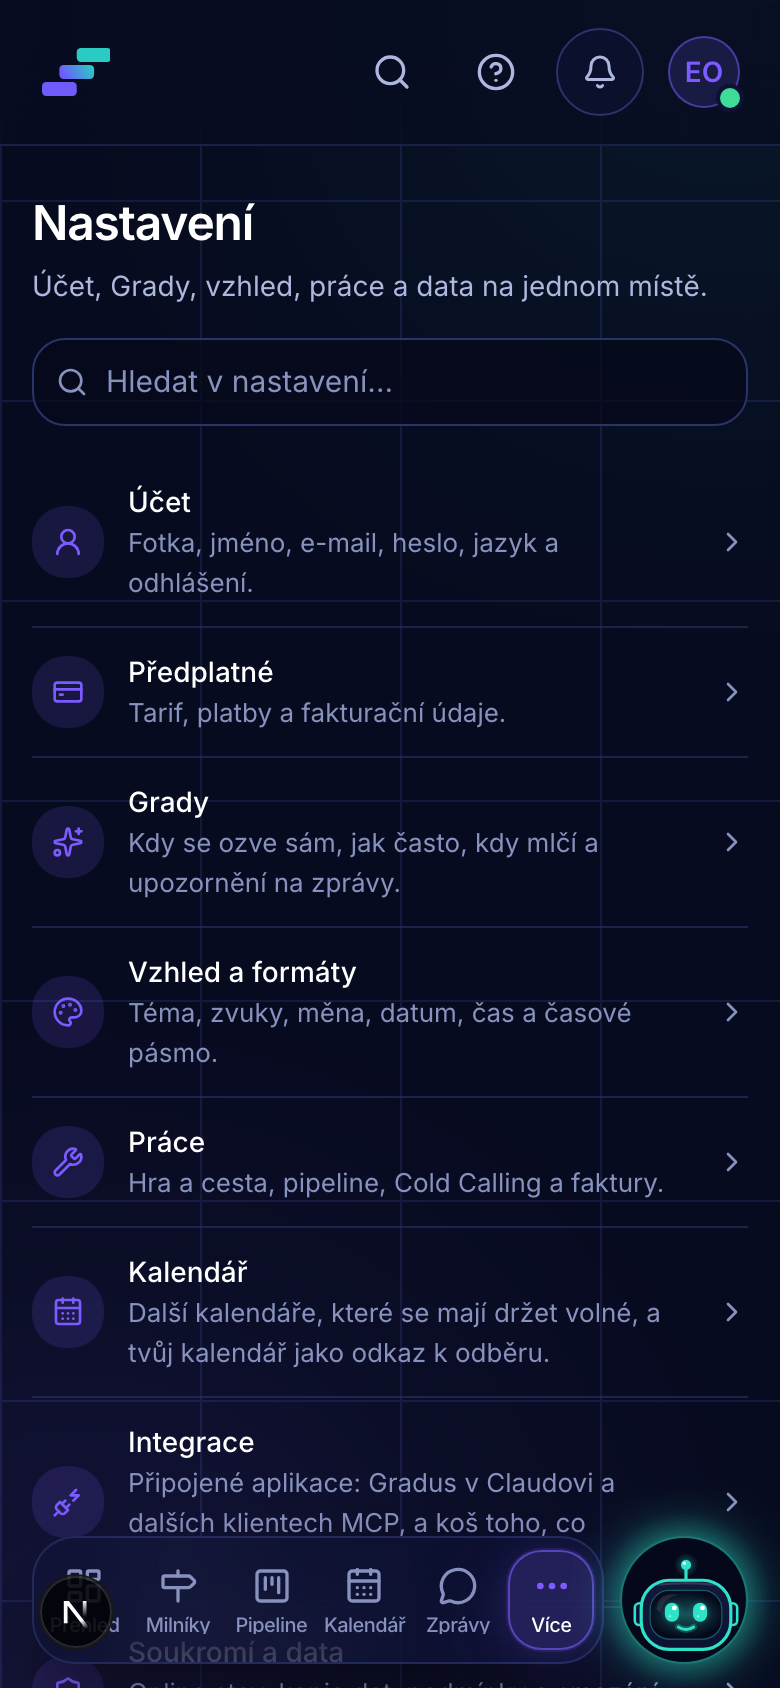 EO
Nastavení
Účet, Grady, vzhled, práce a data na jednom místě.
Hledat v nastavení...
Účet
Fotka, jméno, e-mail, heslo, jazyk a
odhlášení.
Předplatné
Tarif, platby a fakturační údaje.
Grady
Kdy se ozve sám, jak často, kdy mlčí a
upozornění na zprávy.
Vzhled a formáty
Téma, zvuky, měna, datum, čas a časové
pásmo.
Práce
Hra a cesta, pipeline, Cold Calling a faktury.
Kalendář
Další kalendáře, které se mají držet volné, a
tvůj kalendář jako odkaz k odběru.
Integrace
Připojené aplikace: Gradus v Claudovi a
dalších klientech MCP, a koš toho, co
N
Milníky Pipeline Kalendář Zprávy Více
Soukromí a data